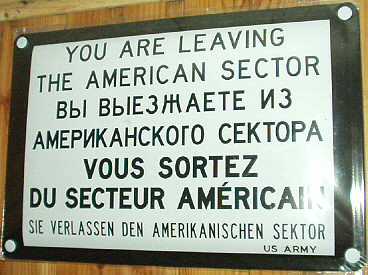 YOU ARE LEAVING
THE AMERICAN SECTOR
ВЫ ВЫЕЗЖАЕТЕ ИЗ
АМЕРИКАНСКОГО СЕКТОРА
VOUS SORTEZ
DU SECTEUR AMÉRICAIN
SIE VERLASSEN DEN AMERIKANISCHEN SEKTOR
US ARMY